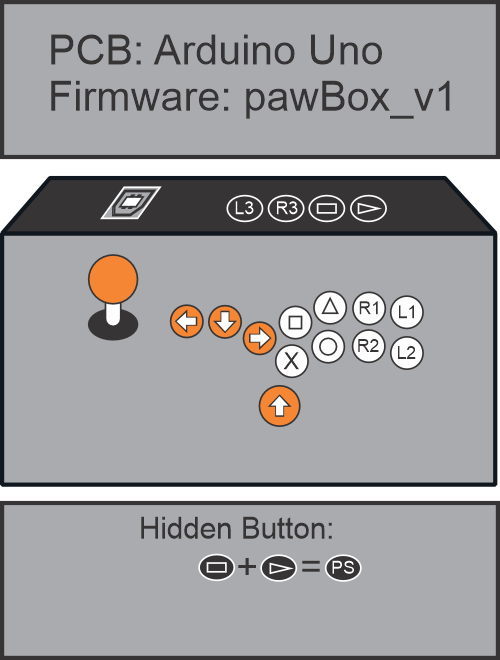 PCB: Arduino Uno
Firmware: pawBox_v1
L3 R3
R1 L1
X R2 L2
Hidden Button:
+ = PS